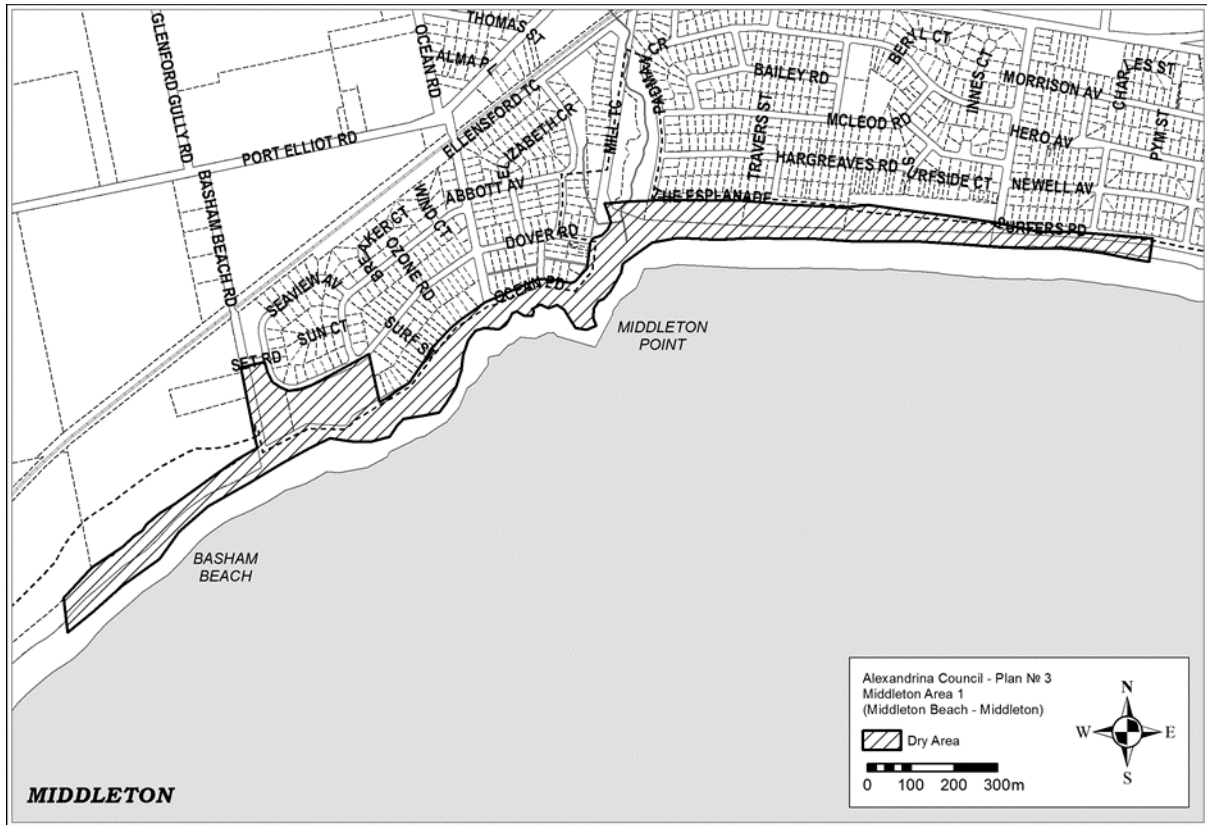 THOMAS ST
GLENFORD GULLY RD
OCEAN RD
ALMA PL
PORT ELLIOT RD
ELLENSFORD TC
ELIZABETH CR
MILL TC
PADMAN CR
BAILEY RD
TRAVERS ST
BERYL CT
INNES CT
MORRISON AV
CHARLES ST
MCLEOD RD
HERO AV
PYM ST
HARGREAVES RD
SURFSIDE CT
NEWELL AV
BASHAM BEACH RD
ABBOTT AV
WIND CT
BREAKER CT
OZONE RD
DOVER RD
THE ESPLANADE
SURFERS RD
SEAVIEW AV
SUN CT
SURF ST
OCEAN RD
SET RD
MIDDLETON
POINT
BASHAM
BEACH
Alexandrina Council - Plan № 3
Middleton Area 1
(Middleton Beach - Middleton)
Dry Area
0 100 200 300m
N
W E
S
MIDDLETON